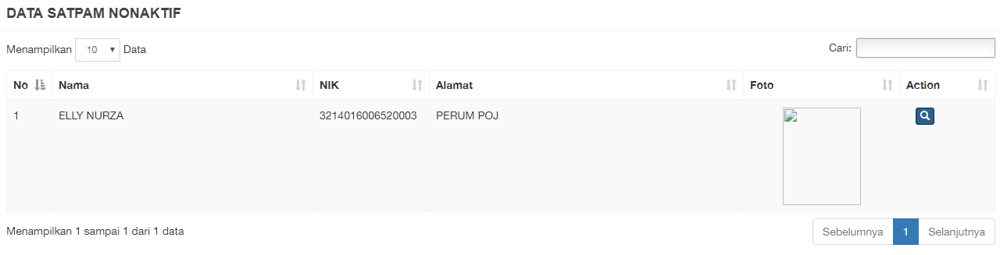 DATA SATPAM NONAKTIF
Menampilkan 10 Data
Cari:
No Nama NIK Alamat Foto Action
1 ELLY NURZA 3214016006520003 PERUM POJ
Menampilkan 1 sampai 1 dari 1 data
Sebelumnya 1 Selanjutnya